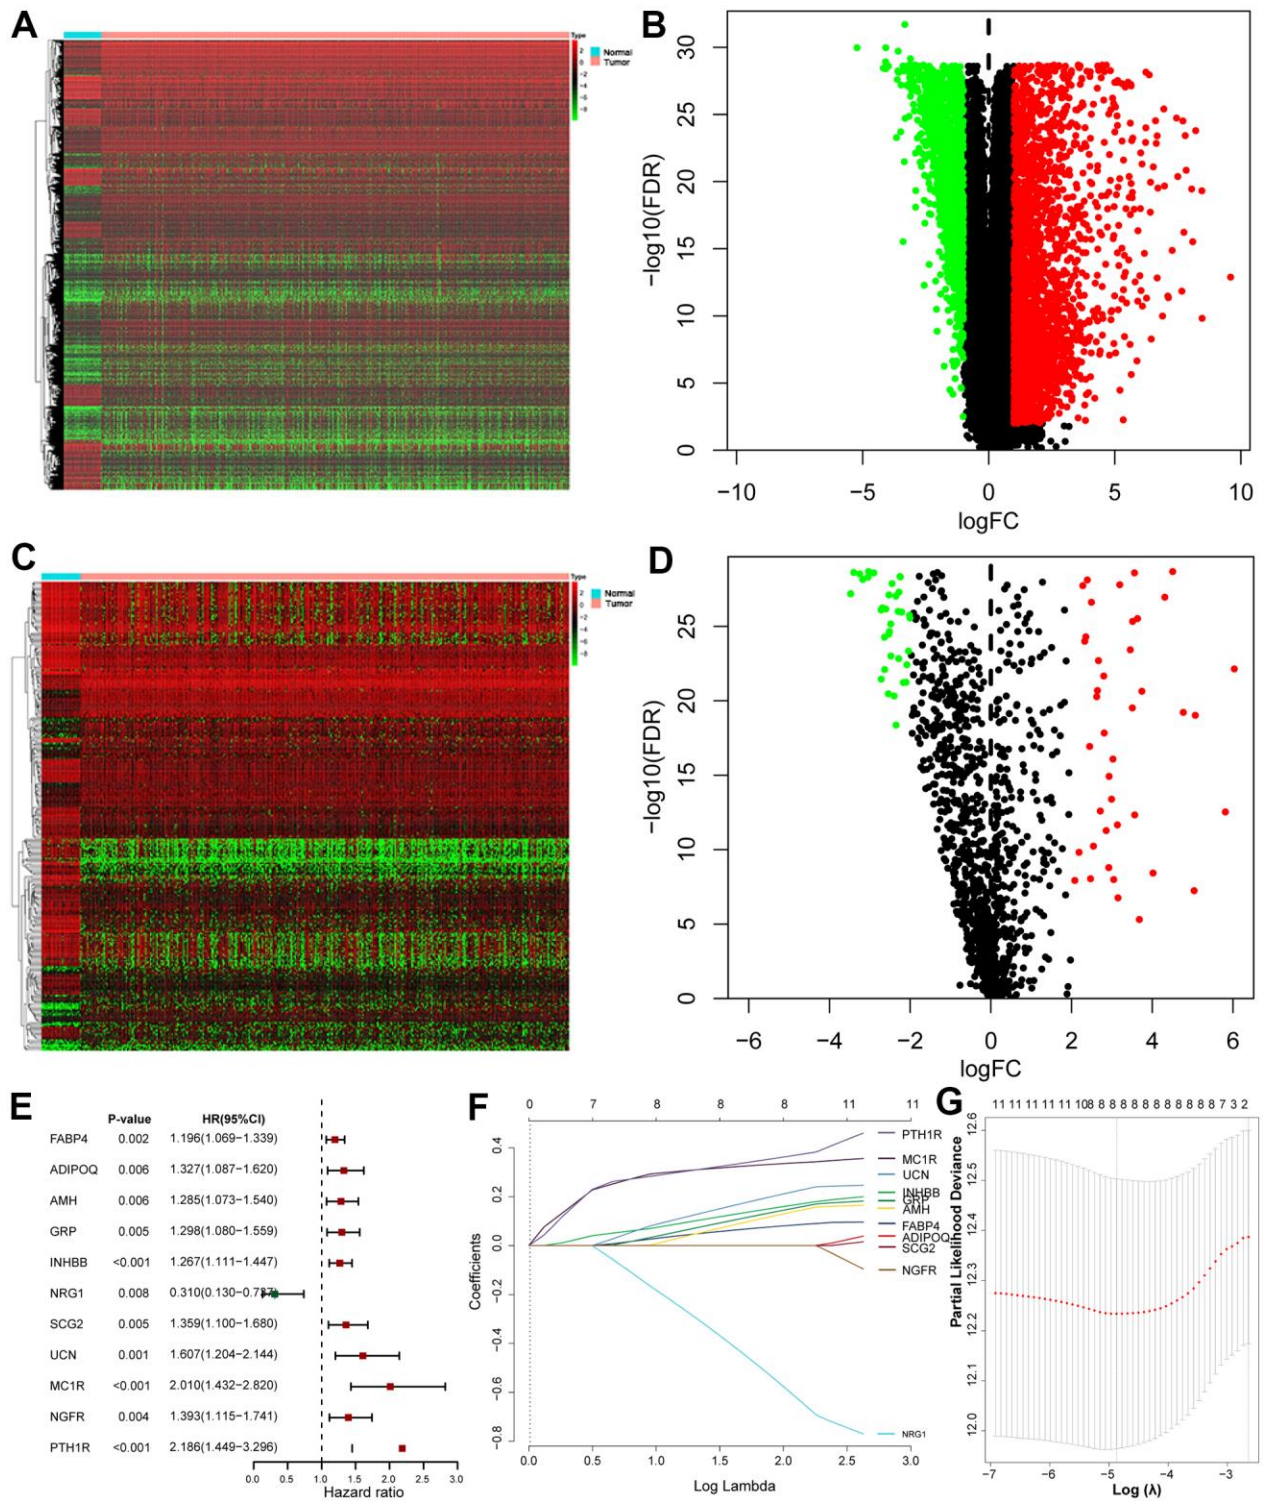 A
Type
2
0
−2
−4
−6
−8
Normal
Tumor
B
30
25
20
15
10
5
0
−log10(FDR)
−10 −5 0 5 10
logFC
C
Type
2
0
−2
−4
−6
−8
Normal
Tumor
D
25
20
15
10
5
0
−log10(FDR)
−6 −4 −2 0 2 4 6
logFC
E
P-value HR(95%CI)
FABP4 0.002 1.196(1.069−1.339)
ADIPOQ 0.006 1.327(1.087−1.620)
AMH 0.006 1.285(1.073−1.540)
GRP 0.005 1.298(1.080−1.559)
INHBB <0.001 1.267(1.111−1.447)
NRG1 0.008 0.310(0.130−0.737)
SCG2 0.005 1.359(1.100−1.680)
UCN 0.001 1.607(1.204−2.144)
MC1R <0.001 2.010(1.432−2.820)
NGFR 0.004 1.393(1.115−1.741)
PTH1R <0.001 2.186(1.449−3.296)
0.0 0.5 1.0 1.5 2.0 2.5 3.0
Hazard ratio
F
0 7 8 8 8 11 11
0.4
0.2
0.0
−0.2
−0.4
−0.6
−0.8
Coefficients
PTH1R
MC1R
UCN
INHBB
GRP
AMH
FABP4
ADIPOQ
SCG2
NGFR
NRG1
0.0 0.5 1.0 1.5 2.0 2.5 3.0
Log Lambda
G
11 11 11 11 11 108 8 8 8 8 8 8 8 8 8 7 3 2
12.6
12.5
12.4
12.3
12.2
12.1
12.0
Partial Likelihood Deviance
−7 −6 −5 −4 −3
Log (λ)